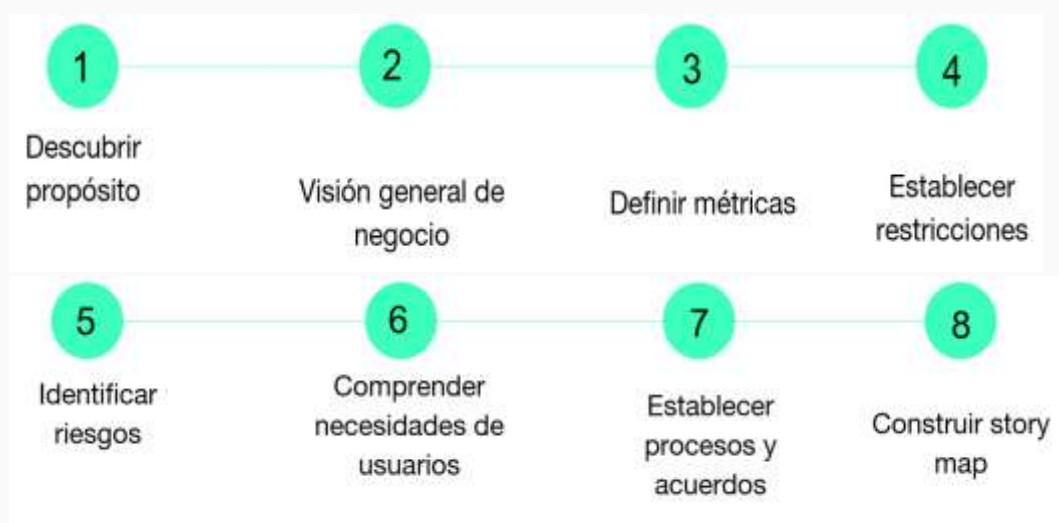 1
2
3
4
Descubrir
propósito
Visión general de
negocio
Definir métricas
Establecer
restricciones
5
6
7
8
Identificar
riesgos
Comprender
necesidades de
usuarios
Establecer
procesos y
acuerdos
Construir story
map